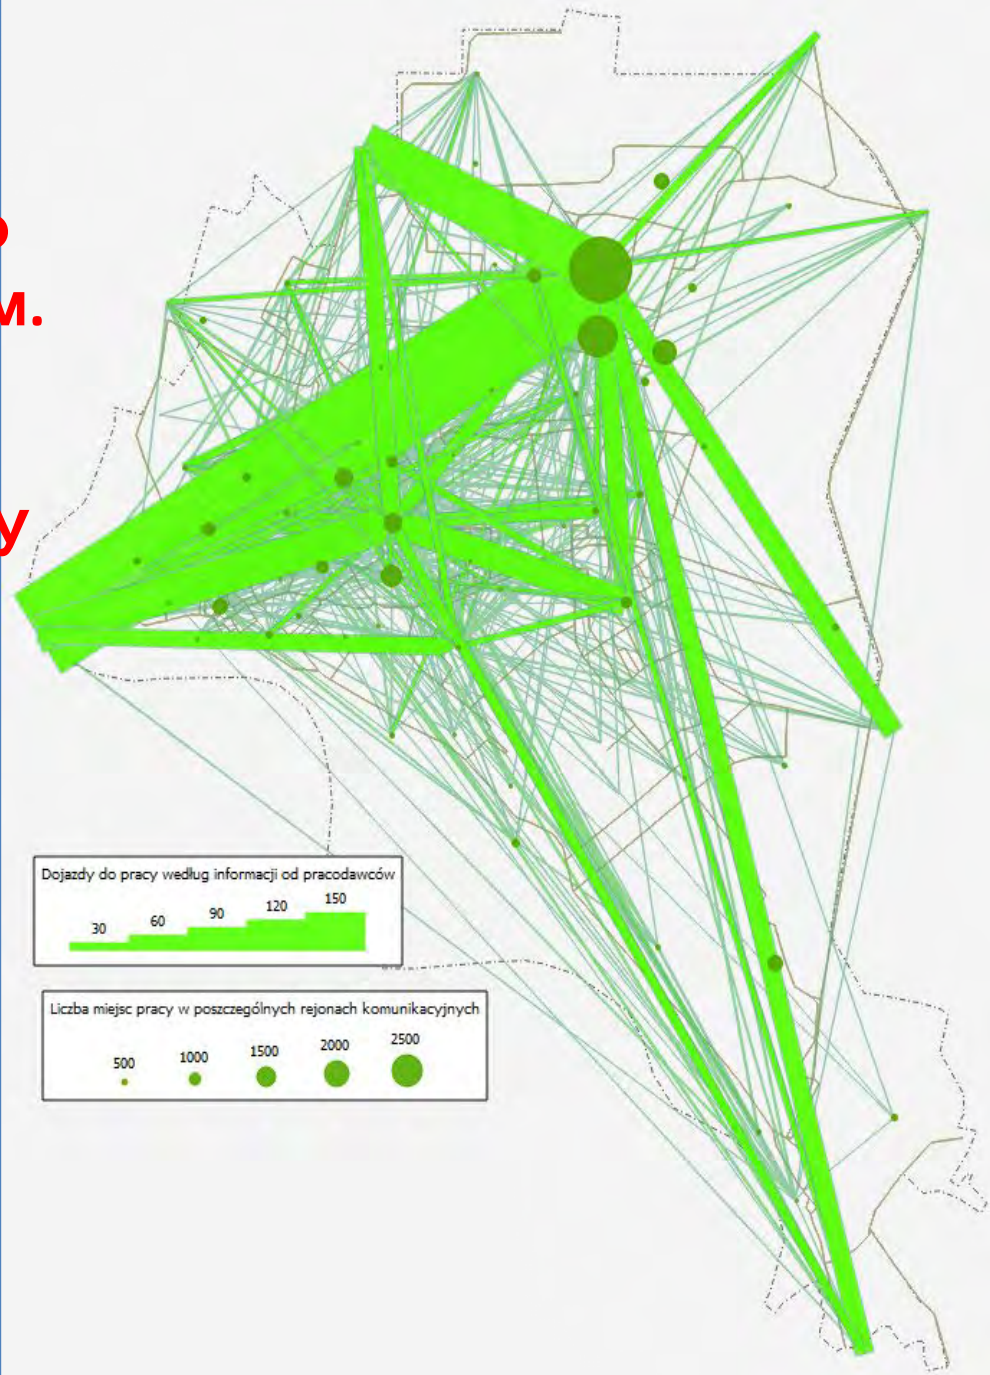 м.
у
Dojazdy do pracy według informacji od pracodawców
30 60 90 120 150
Liczba miejsc pracy w poszczególnych rejonach komunikacyjnych
500 1000 1500 2000 2500